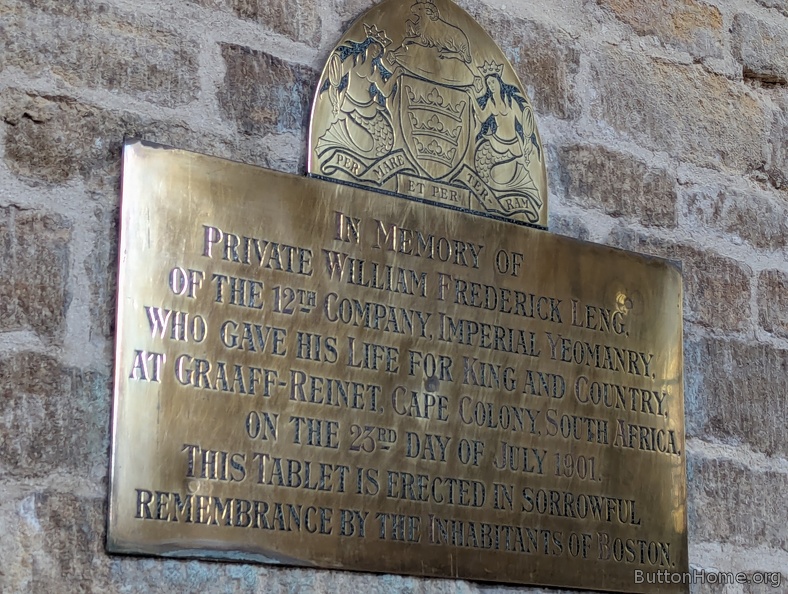 PER MARE
ET PER
TER-
RAM
IN MEMORY OF
PRIVATE WILLIAM FREDERICK LENG,
OF THE 12TH COMPANY, IMPERIAL YEOMANRY,
WHO GAVE HIS LIFE FOR KING AND COUNTRY,
AT GRAAFF-REINET, CAPE COLONY, SOUTH AFRICA,
ON THE 23RD DAY OF JULY 1901.
THIS TABLET IS ERECTED IN SORROWFUL
REMEMBRANCE BY THE INHABITANTS OF BOSTON.
ButtonHome.org